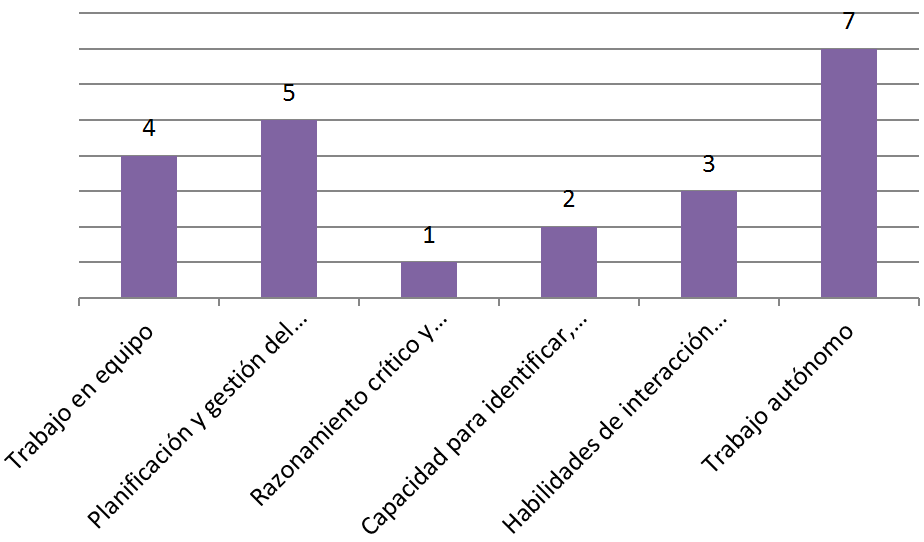 4
5
1
2
3
7
Trabajo en equipo
Planificación y gestión del...
Razonamiento crítico y...
Capacidad para identificar,...
Habilidades de interacción...
Trabajo autónomo